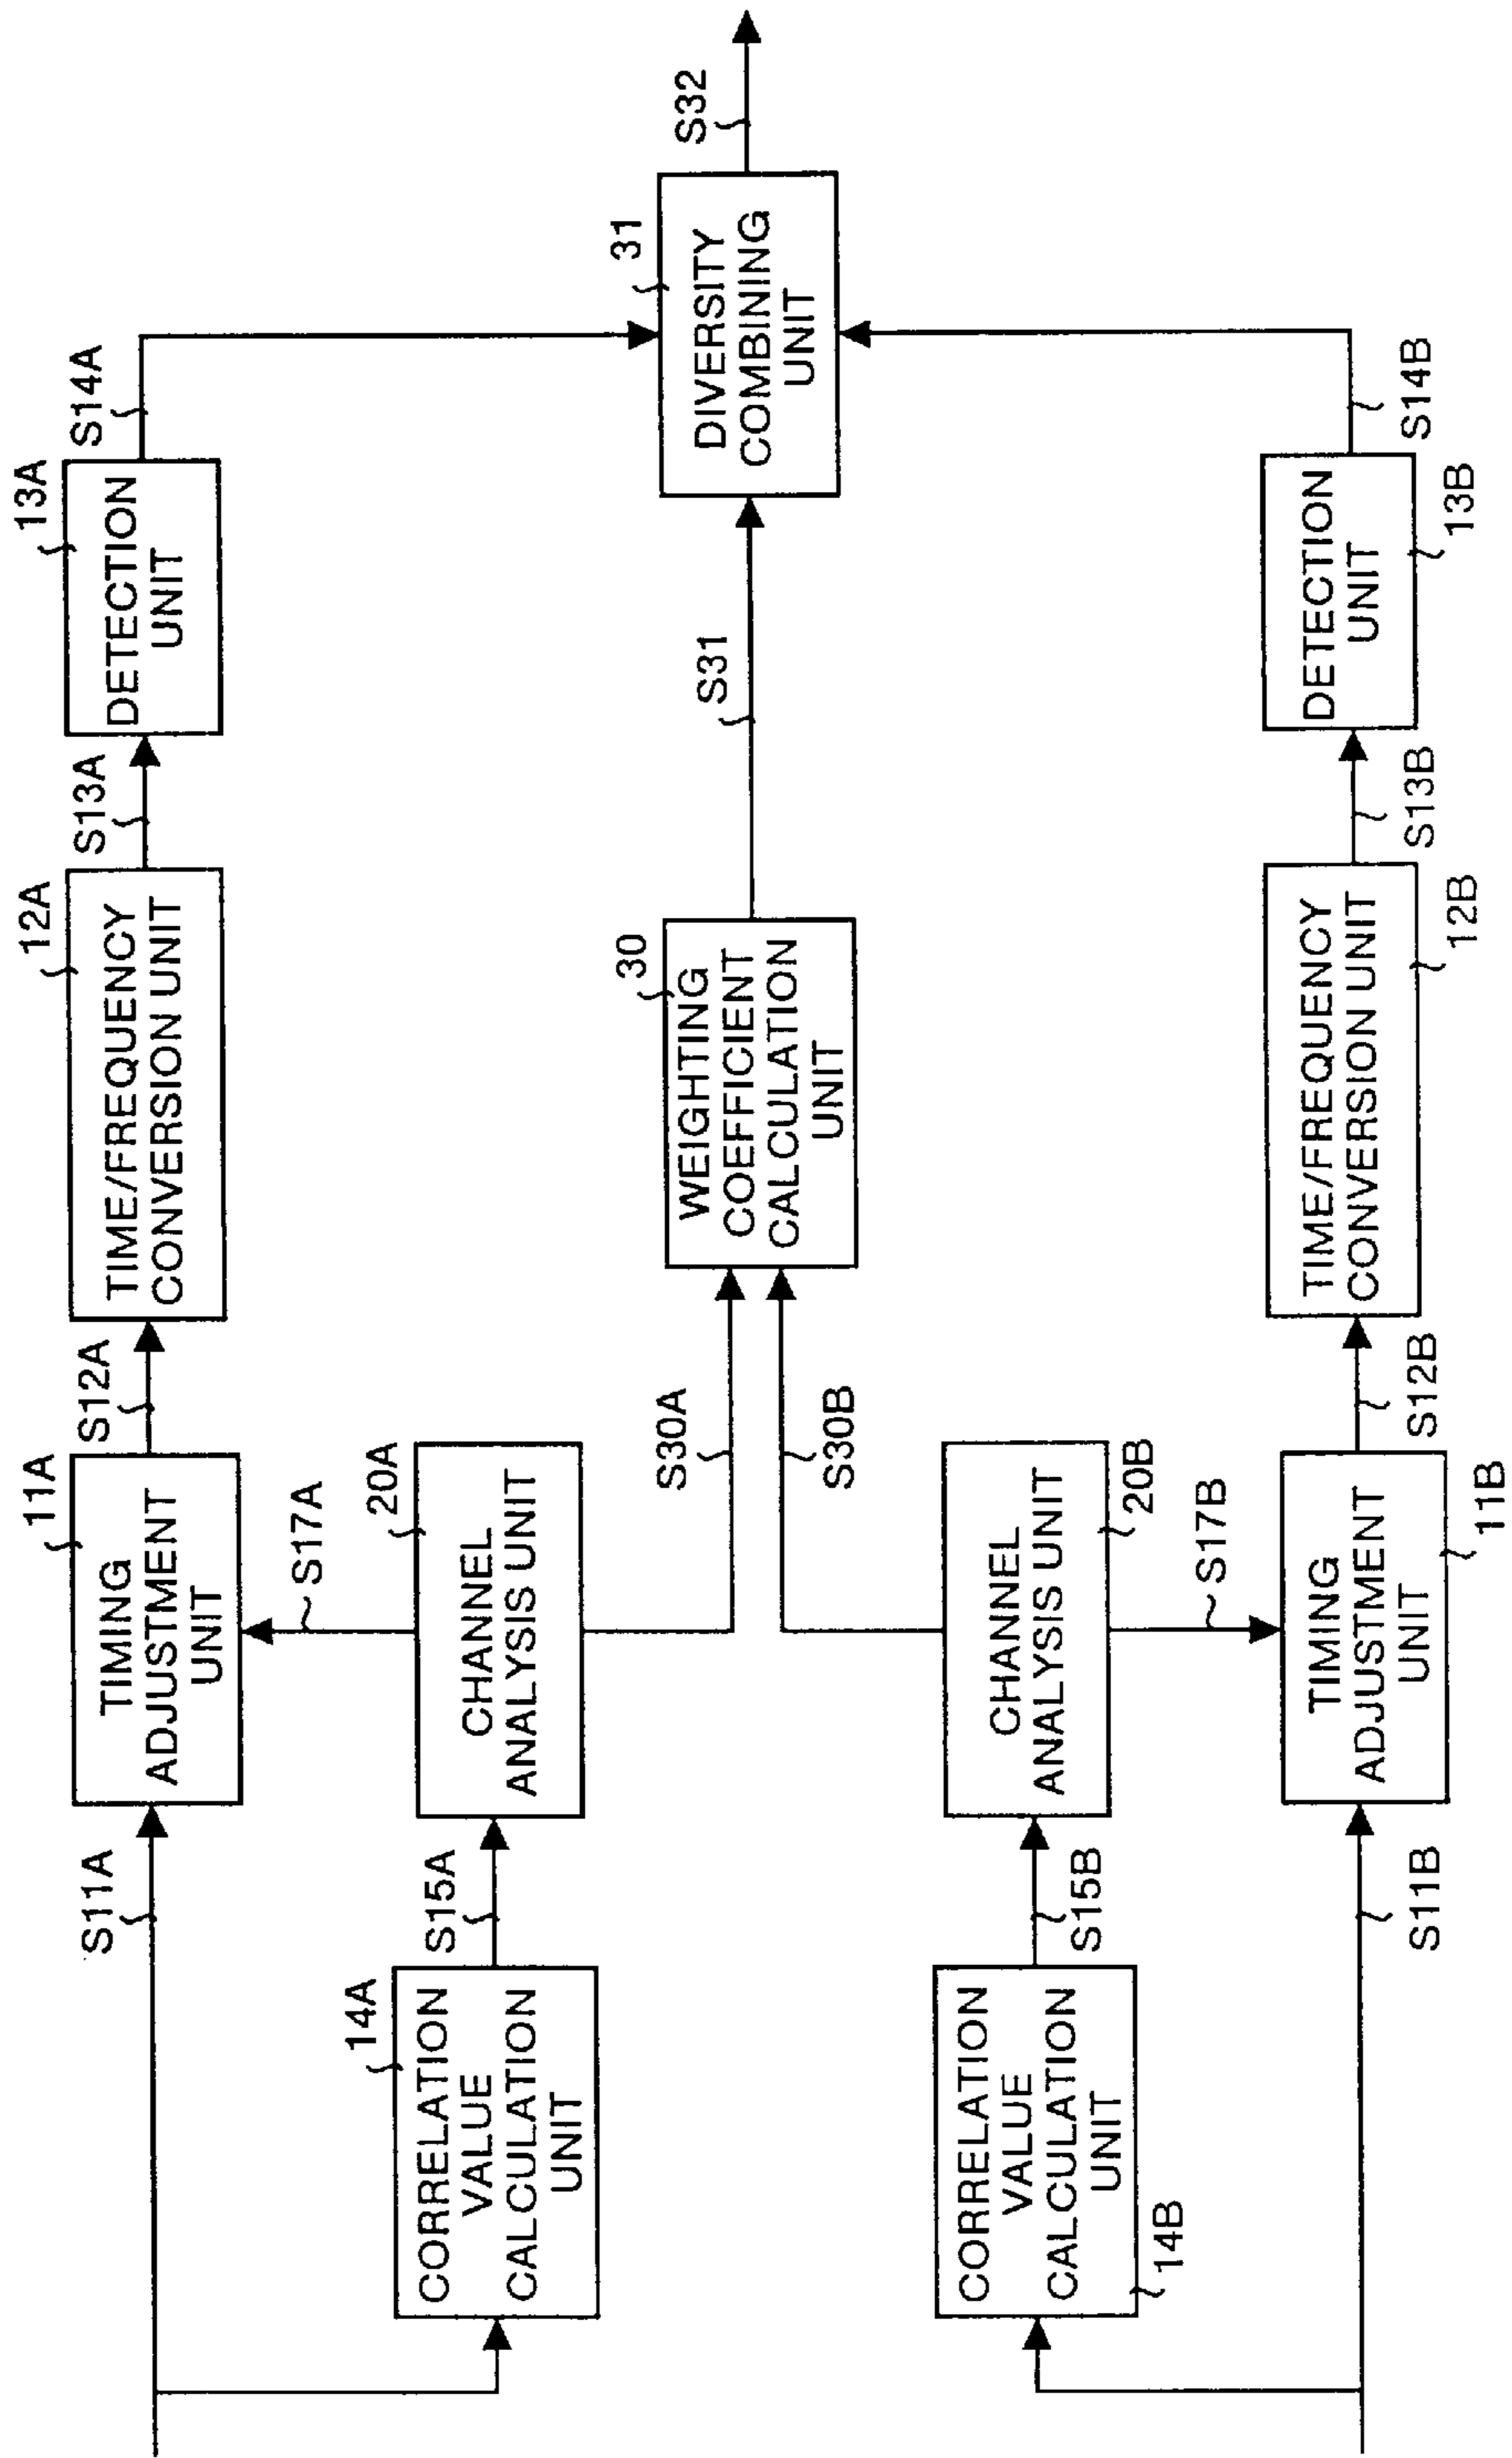 S11A
11A
TIMING
ADJUSTMENT
UNIT
S12A
12A
TIME/FREQUENCY
CONVERSION UNIT
S13A
13A
DETECTION
UNIT
S14A
14A
CORRELATION
VALUE
CALCULATION
UNIT
S15A
20A
CHANNEL
ANALYSIS UNIT
S17A
S30A
30
WEIGHTING
COEFFICIENT
CALCULATION
UNIT
S31
31
DIVERSITY
COMBINING
UNIT
S32
S30B
CORRELATION
VALUE
CALCULATION
UNIT
14B
S15B
CHANNEL
ANALYSIS UNIT
20B
S17B
S11B
TIMING
ADJUSTMENT
UNIT
11B
S12B
TIME/FREQUENCY
CONVERSION UNIT
12B
S13B
DETECTION
UNIT
13B
S14B